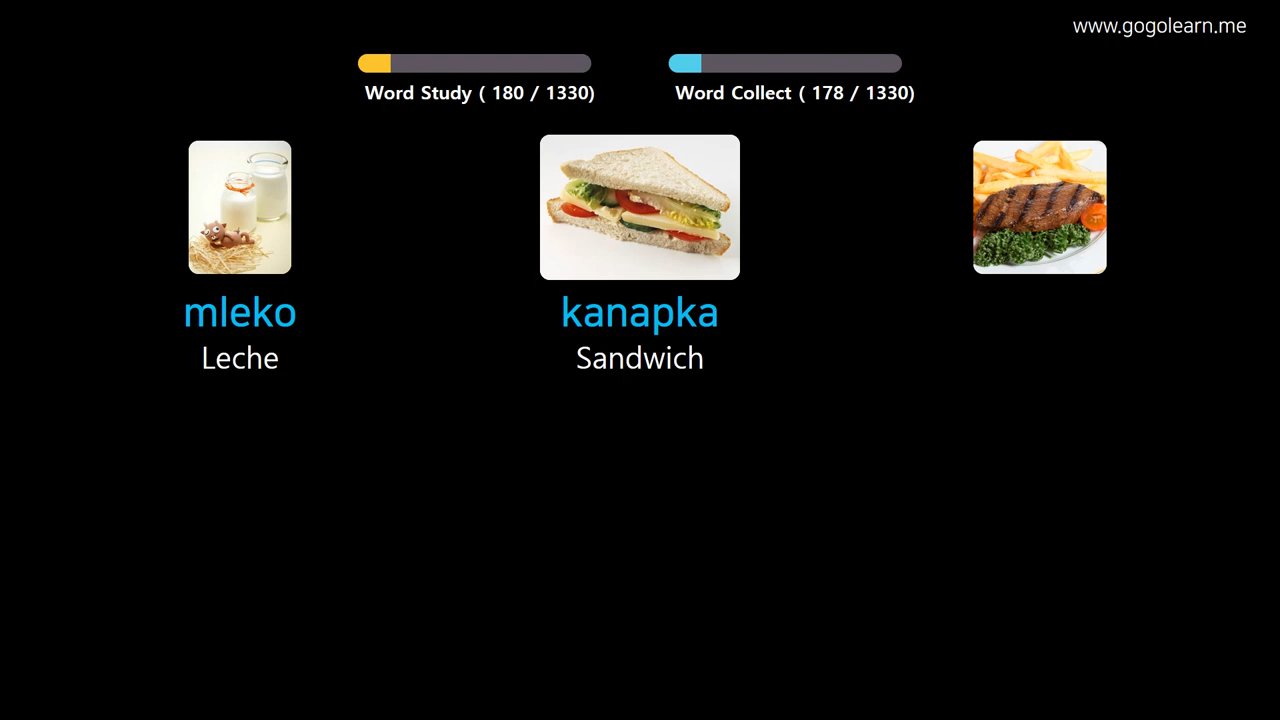 www.gogolearn.me
Word Study ( 180 / 1330)
Word Collect ( 178 / 1330)
mleko
Leche
kanapka
Sandwich